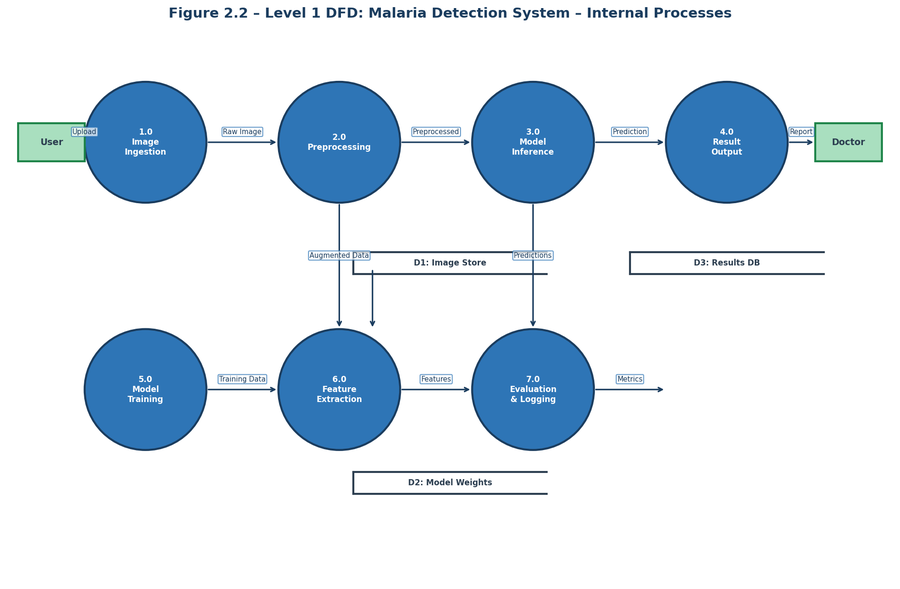 Figure 2.2 – Level 1 DFD: Malaria Detection System – Internal Processes
User
Upload
1.0
Image
Ingestion
Raw Image
2.0
Preprocessing
Preprocessed
3.0
Model
Inference
Prediction
4.0
Result
Output
Report
Doctor
Augmented Data
D1: Image Store
Predictions
D3: Results DB
5.0
Model
Training
Training Data
6.0
Feature
Extraction
Features
7.0
Evaluation
& Logging
Metrics
D2: Model Weights